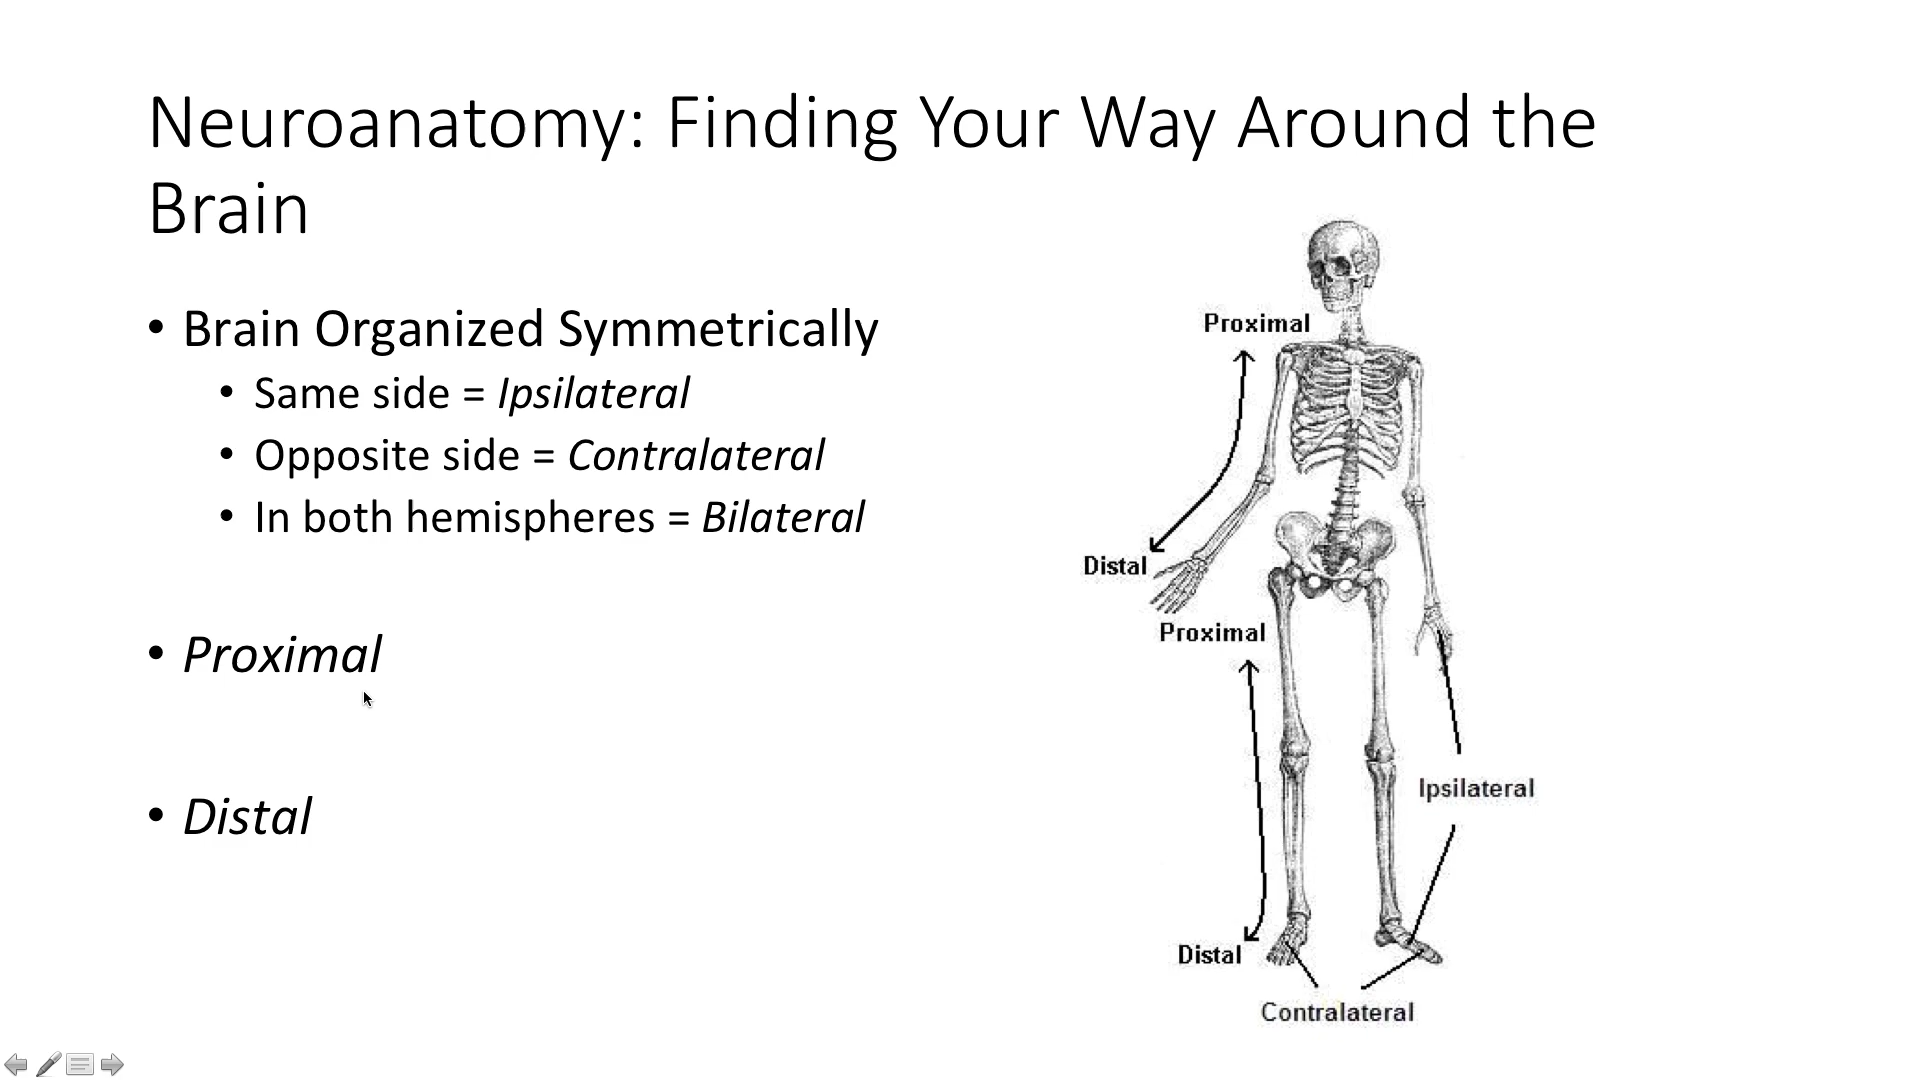 Neuroanatomy: Finding Your Way Around the
Brain
• Brain Organized Symmetrically
• Same side = Ipsilateral
• Opposite side = Contralateral
• In both hemispheres = Bilateral
• Proximal
• Distal
Proximal
Distal
Proximal
Ipsilateral
Distal
Contralateral